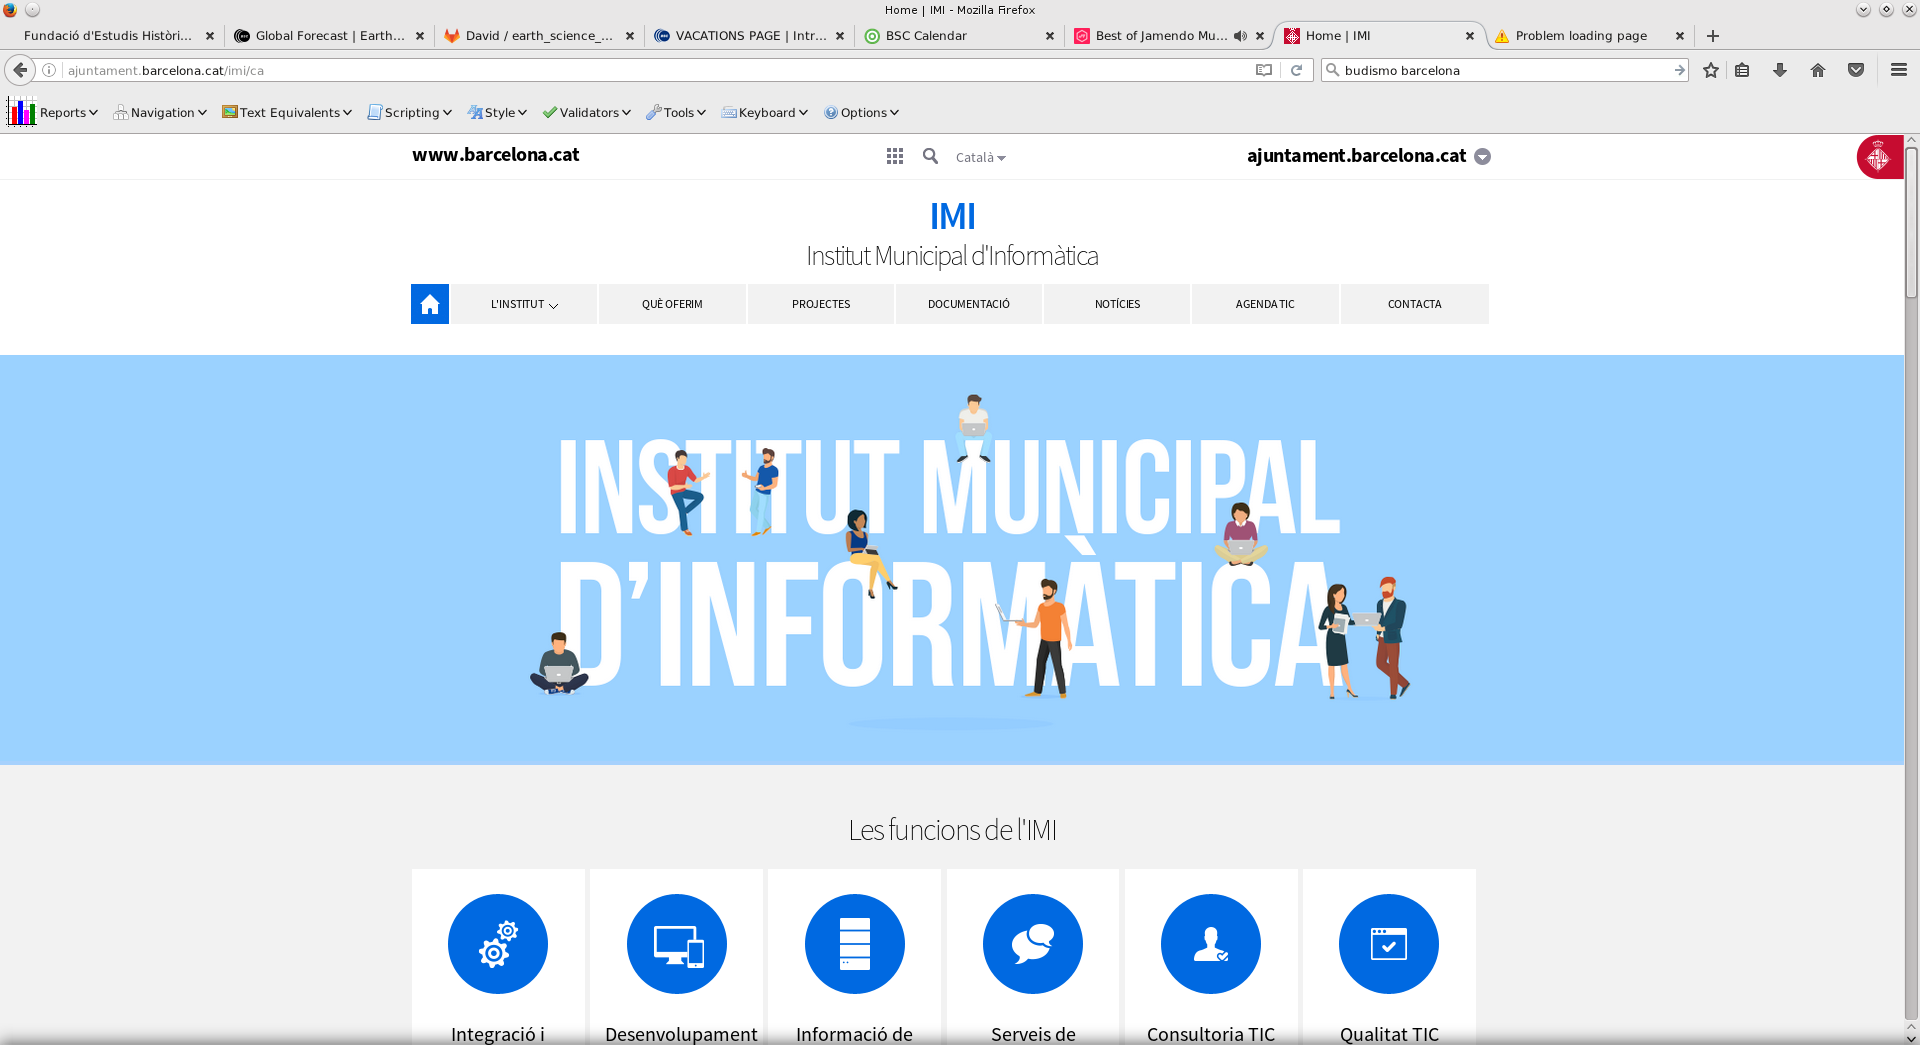 Home | IMI - Mozilla Firefox
Fundació d'Estudis Històri...
Global Forecast | Earth...
David / earth_science_...
VACATIONS PAGE | Intr...
BSC Calendar
Best of Jamendo Mu...
Home | IMI
Problem loading page
ajuntament.barcelona.cat/imi/ca
budismo barcelona
Reports
Navigation
Text Equivalents
Scripting
Style
Validators
Tools
Keyboard
Options
www.barcelona.cat
Català
ajuntament.barcelona.cat
IMI
Institut Municipal d'Informàtica
L'INSTITUT
QUÈ OFERIM
PROJECTES
DOCUMENTACIÓ
NOTÍCIES
AGENDA TIC
CONTACTA
INSTITUT MUNICIPAL
D'INFORMÀTICA
Les funcions de l'IMI
Integració i
Desenvolupament
Informació de
Serveis de
Consultoria TIC
Qualitat TIC